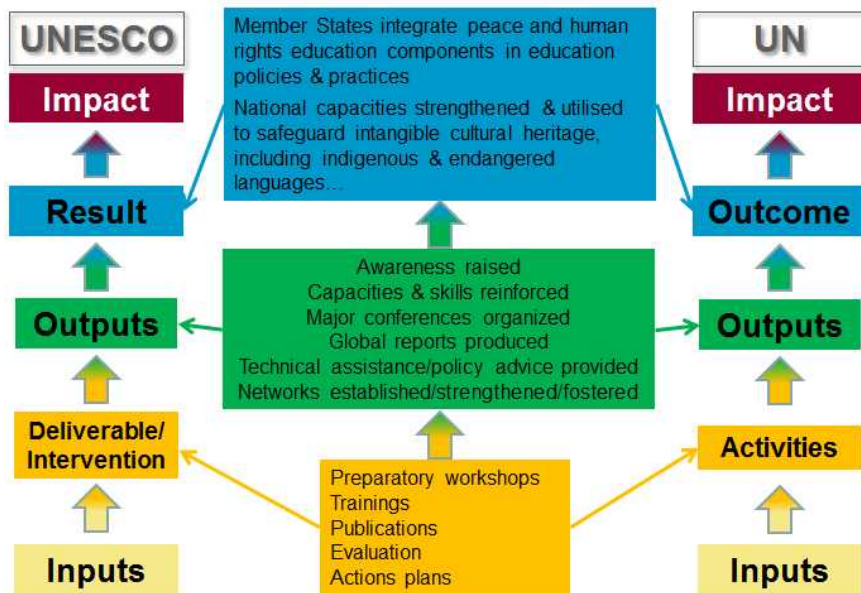 UNESCO
Impact
Result
Outputs
Deliverable/
Intervention
Inputs
Member States integrate peace and human
rights education components in education
policies & practices
National capacities strengthened & utilised
to safeguard intangible cultural heritage,
including indigenous & endangered
languages...
Awareness raised
Capacities & skills reinforced
Major conferences organized
Global reports produced
Technical assistance/policy advice provided
Networks established/strengthened/fostered
Preparatory workshops
Trainings
Publications
Evaluation
Actions plans
UN
Impact
Outcome
Outputs
Activities
Inputs